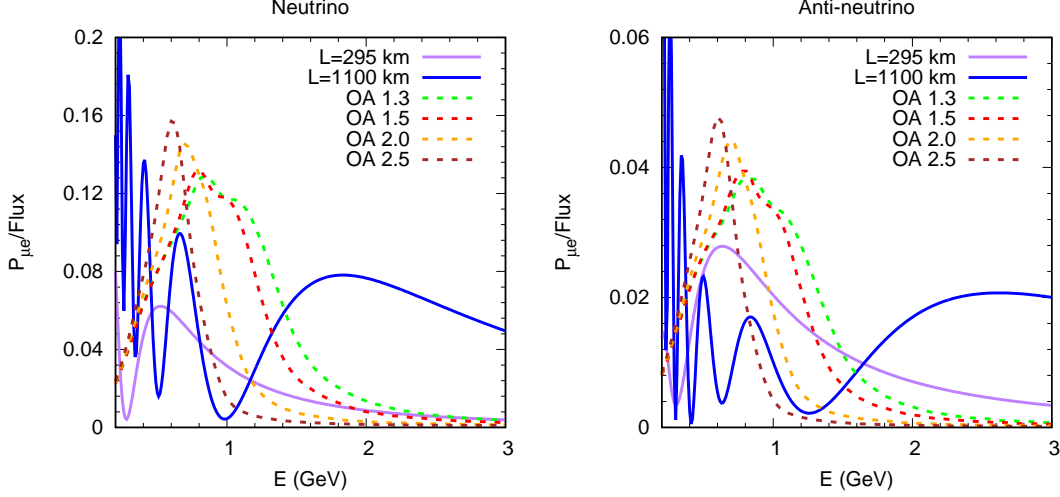 Neutrino
P_μe/Flux
0.2
0.16
0.12
0.08
0.04
0
1
2
3
E (GeV)
L=295 km
L=1100 km
OA 1.3
OA 1.5
OA 2.0
OA 2.5
Anti-neutrino
P_μe/Flux
0.06
0.04
0.02
0
1
2
3
E (GeV)
L=295 km
L=1100 km
OA 1.3
OA 1.5
OA 2.0
OA 2.5